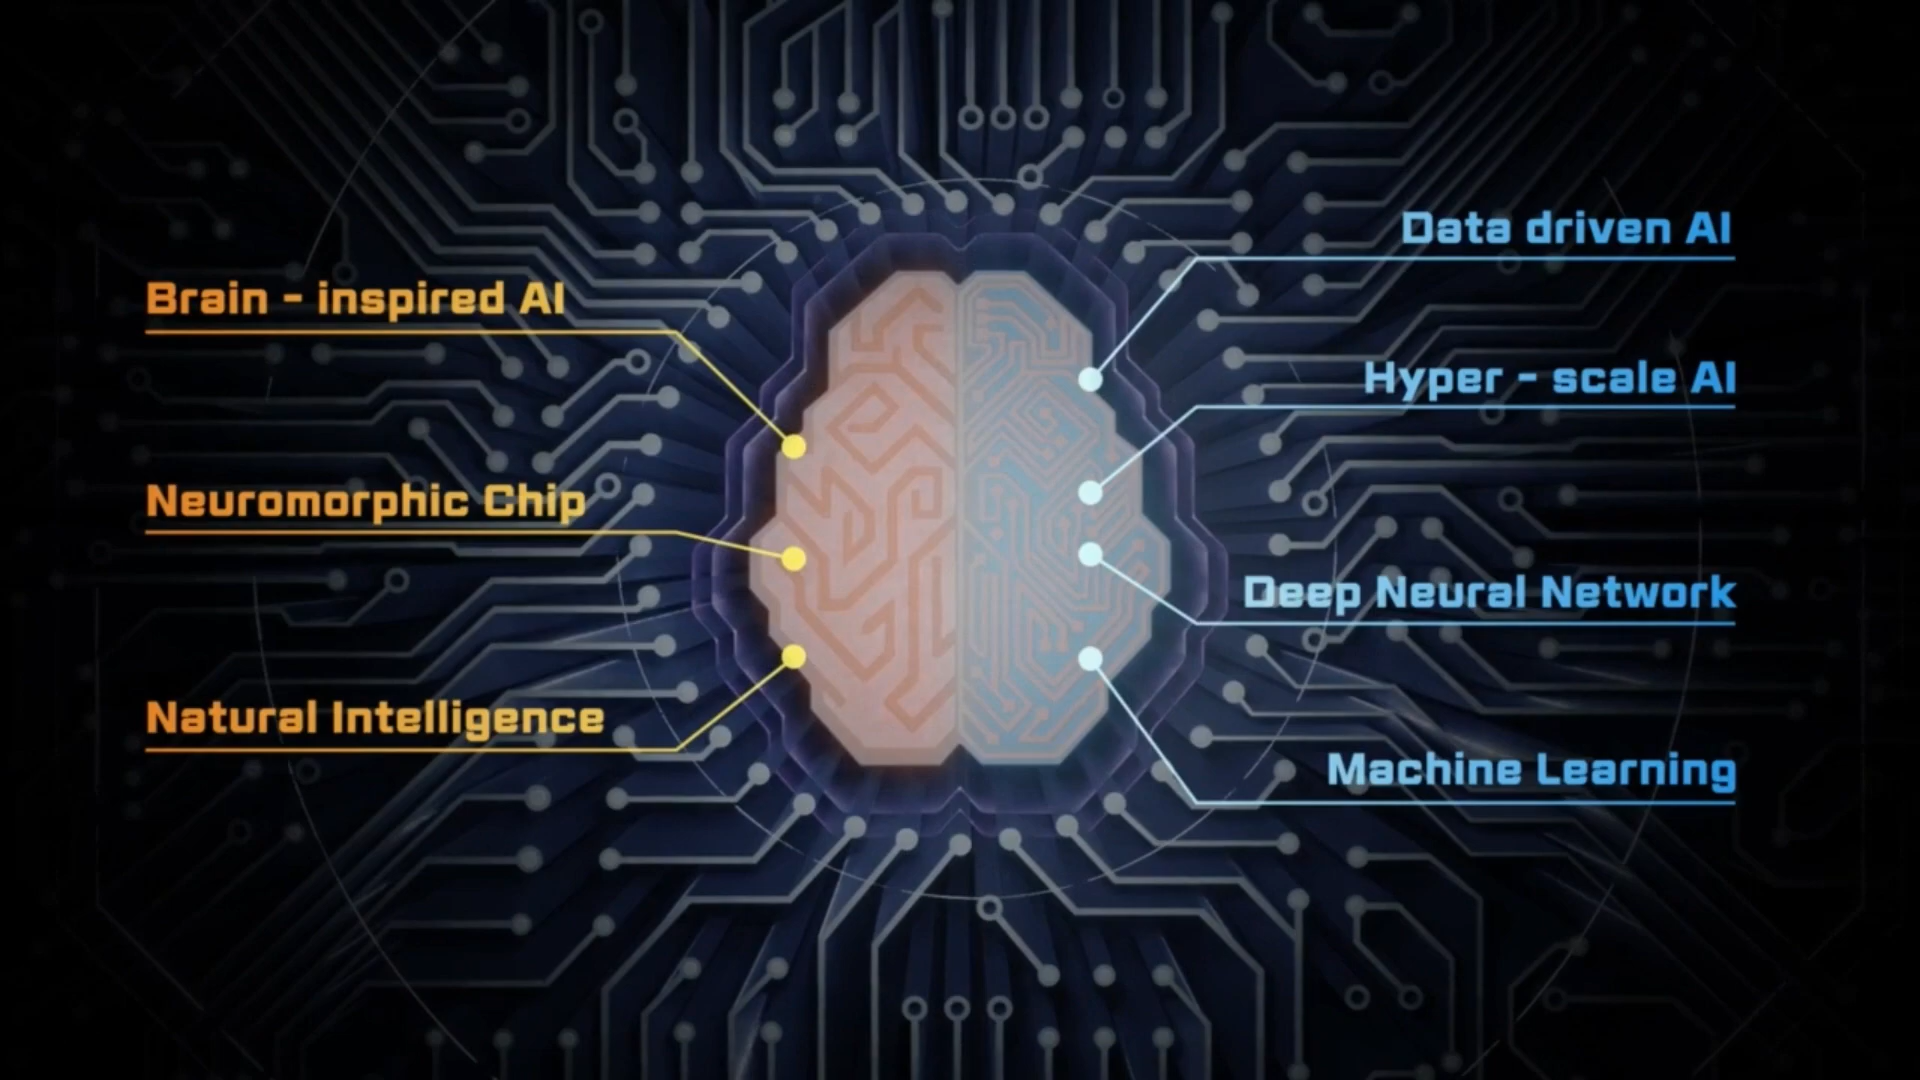 Brain - inspired AI
Neuromorphic Chip
Natural Intelligence
Data driven AI
Hyper - scale AI
Deep Neural Network
Machine Learning